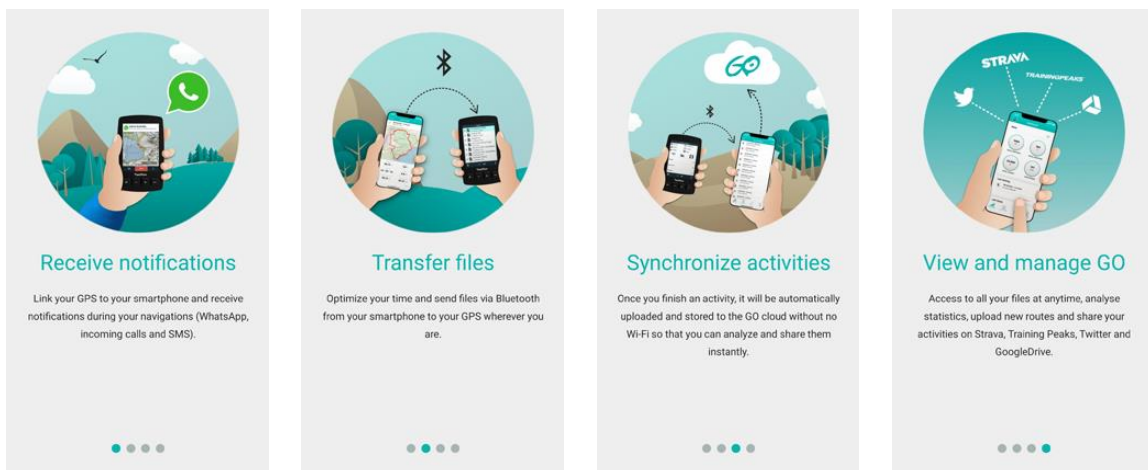 Receive notifications
Link your GPS to your smartphone and receive
notifications during your navigations (WhatsApp,
incoming calls and SMS).
Transfer files
Optimize your time and send files via Bluetooth
from your smartphone to your GPS wherever you
are.
GO
Synchronize activities
Once you finish an activity, it will be automatically
uploaded and stored to the GO cloud without no
Wi-Fi so that you can analyze and share them
instantly.
STRAVA
TRAININGPEAKS
View and manage GO
Access to all your files at anytime, analyse
statistics, upload new routes and share your
activities on Strava, Training Peaks, Twitter and
GoogleDrive.